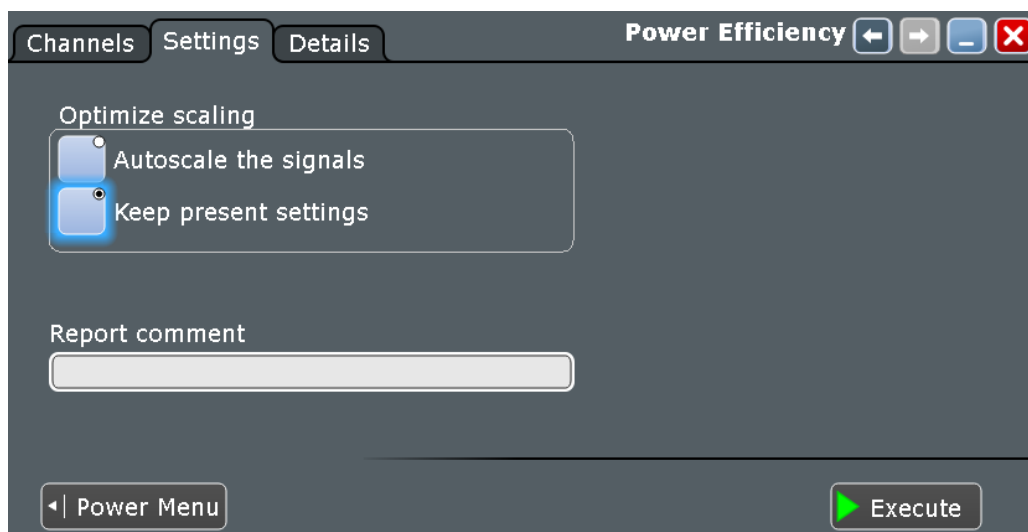 Channels Settings Details Power Efficiency
Optimize scaling
Autoscale the signals
Keep present settings
Report comment
Power Menu Execute